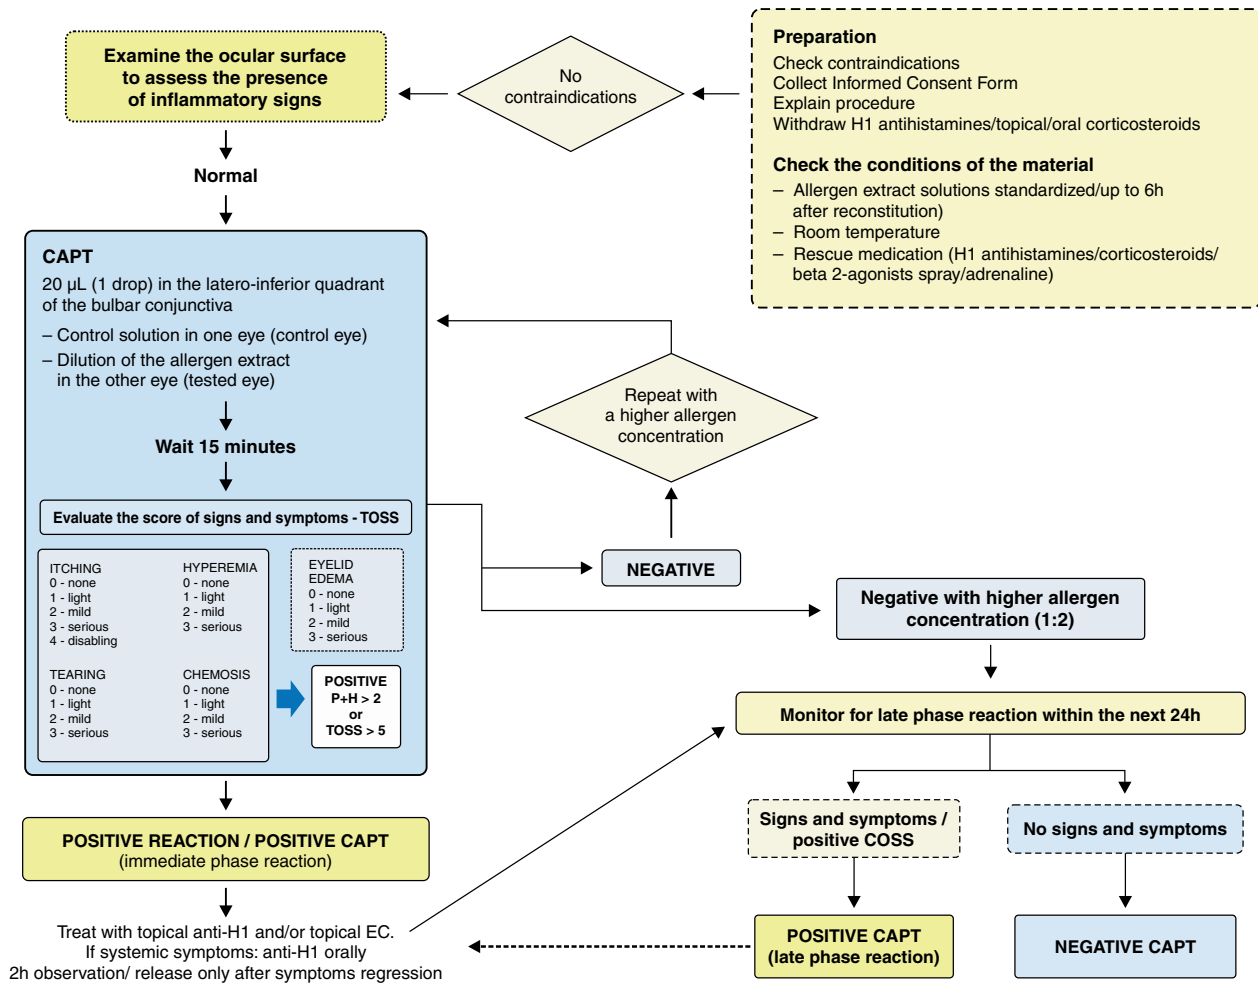 Preparation
Check contraindications
Collect Informed Consent Form
Explain procedure
Withdraw H1 antihistamines/topical/oral corticosteroids
Check the conditions of the material
– Allergen extract solutions standardized/up to 6h
after reconstitution)
– Room temperature
– Rescue medication (H1 antihistamines/corticosteroids/
beta 2-agonists spray/adrenaline)
No
contraindications
Examine the ocular surface
to assess the presence
of inflammatory signs
Normal
CAPT
20 µL (1 drop) in the latero-inferior quadrant
of the bulbar conjunctiva
– Control solution in one eye (control eye)
– Dilution of the allergen extract
in the other eye (tested eye)
Wait 15 minutes
Evaluate the score of signs and symptoms - TOSS
ITCHING
0 - none
1 - light
2 - mild
3 - serious
4 - disabling
HYPEREMIA
0 - none
1 - light
2 - mild
3 - serious
EYELID
EDEMA
0 - none
1 - light
2 - mild
3 - serious
TEARING
0 - none
1 - light
2 - mild
3 - serious
CHEMOSIS
0 - none
1 - light
2 - mild
3 - serious
POSITIVE
P+H > 2
or
TOSS > 5
Repeat with
a higher allergen
concentration
NEGATIVE
Negative with higher allergen
concentration (1:2)
Monitor for late phase reaction within the next 24h
Signs and symptoms /
positive COSS
No signs and symptoms
POSITIVE CAPT
(late phase reaction)
NEGATIVE CAPT
POSITIVE REACTION / POSITIVE CAPT
(immediate phase reaction)
Treat with topical anti-H1 and/or topical EC.
If systemic symptoms: anti-H1 orally
2h observation/ release only after symptoms regression